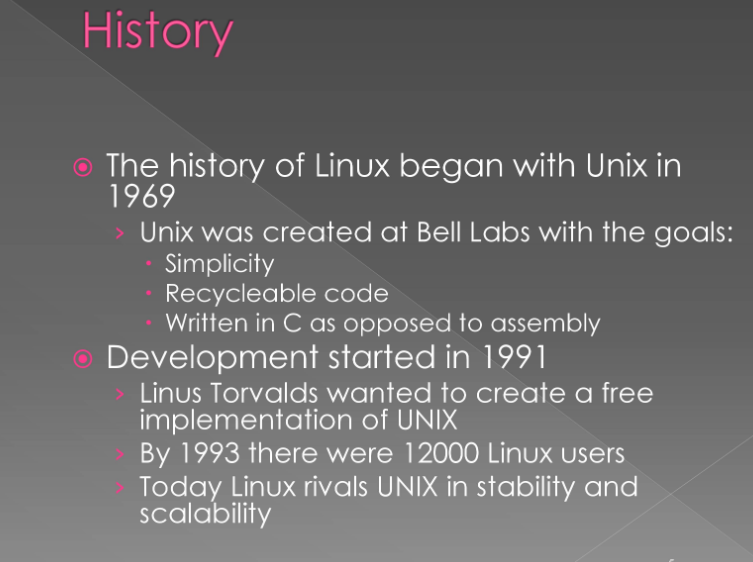 History
The history of Linux began with Unix in
1969
Unix was created at Bell Labs with the goals:
Simplicity
Recycleable code
Written in C as opposed to assembly
Development started in 1991
Linus Torvalds wanted to create a free
implementation of UNIX
By 1993 there were 12000 Linux users
Today Linux rivals UNIX in stability and
scalability